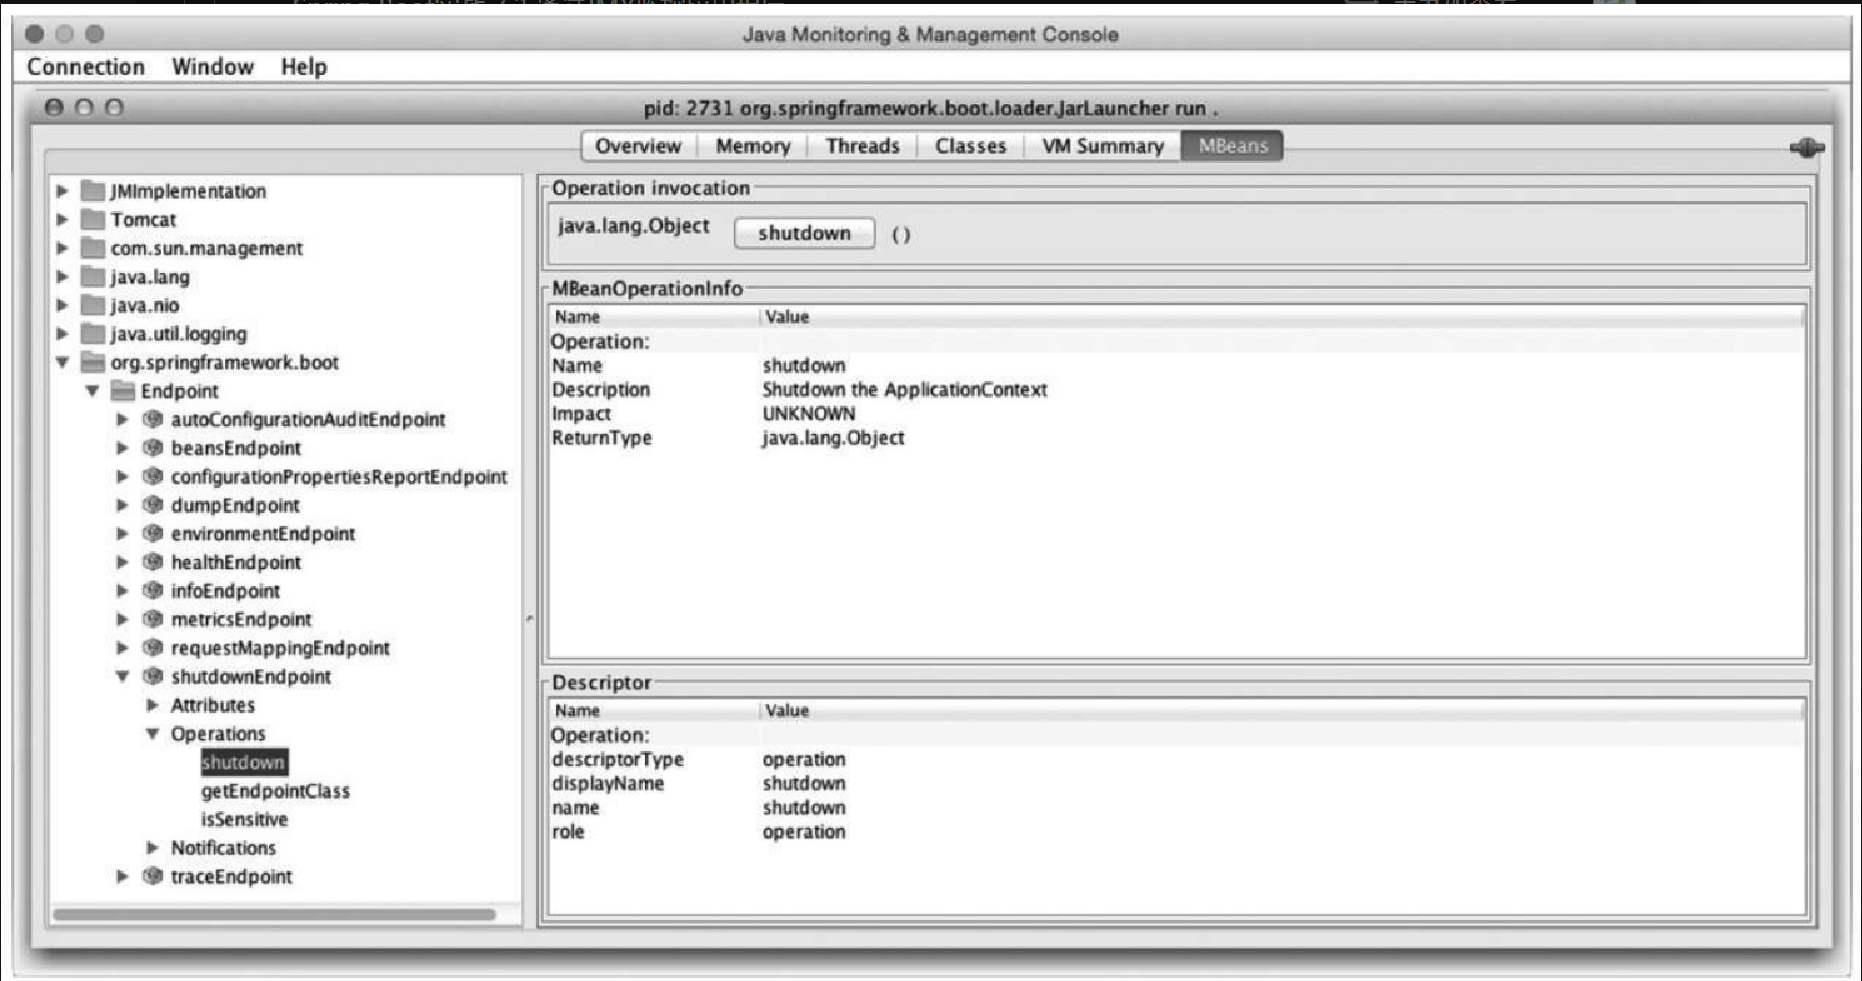 Java Monitoring & Management Console
Connection Window Help
pid: 2731 org.springframework.boot.loader.JarLauncher run .
Overview Memory Threads Classes VM Summary MBeans
JMImplementation
Tomcat
com.sun.management
java.lang
java.nio
java.util.logging
org.springframework.boot
Endpoint
autoConfigurationAuditEndpoint
beansEndpoint
configurationPropertiesReportEndpoint
dumpEndpoint
environmentEndpoint
healthEndpoint
infoEndpoint
metricsEndpoint
requestMappingEndpoint
shutdownEndpoint
Attributes
Operations
shutdown
getEndpointClass
isSensitive
Notifications
traceEndpoint
Operation invocation
java.lang.Object shutdown ()
MBeanOperationInfo
Name Value
Operation:
Name shutdown
Description Shutdown the ApplicationContext
Impact UNKNOWN
ReturnType java.lang.Object
Descriptor
Name Value
Operation:
descriptorType operation
displayName shutdown
name shutdown
role operation